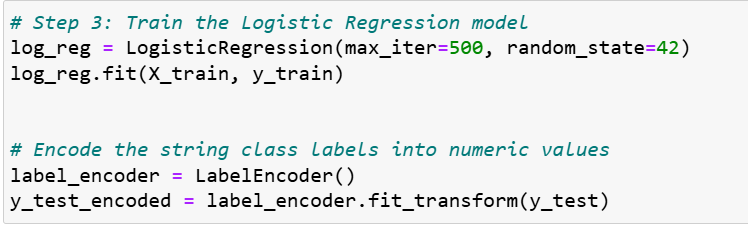 # Step 3: Train the Logistic Regression model
log_reg = LogisticRegression(max_iter=500, random_state=42)
log_reg.fit(X_train, y_train)
# Encode the string class labels into numeric values
label_encoder = LabelEncoder()
y_test_encoded = label_encoder.fit_transform(y_test)